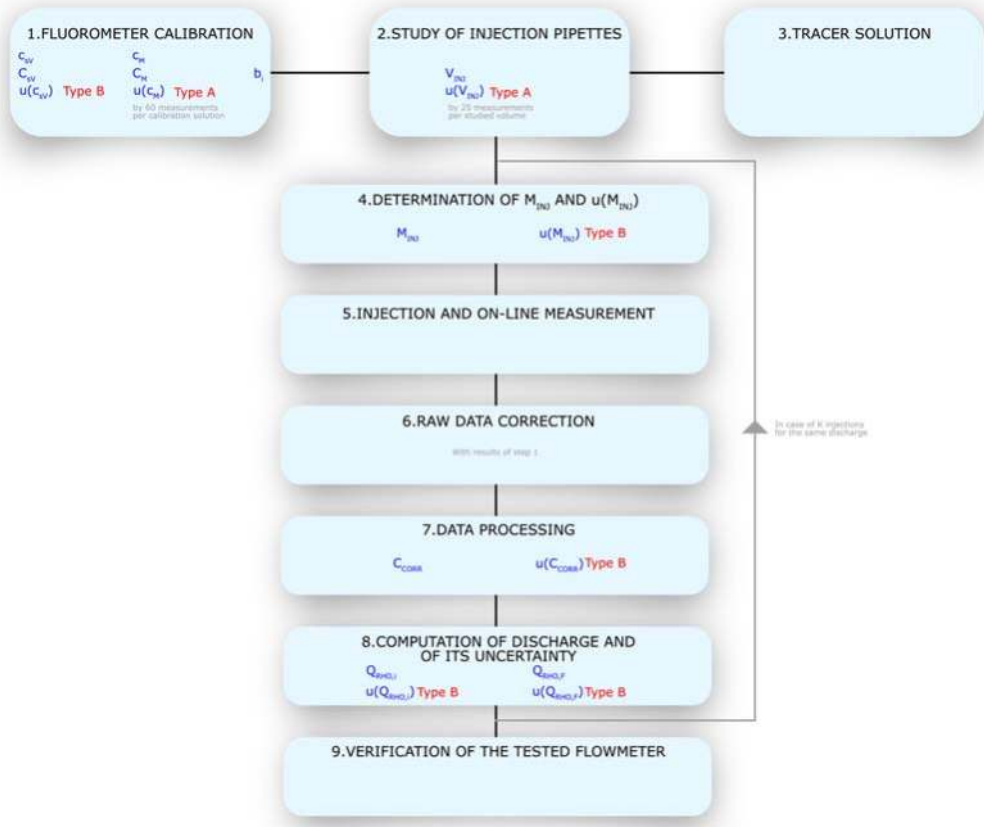 1.FLUOROMETER CALIBRATION
c_SV c_M
C_SV C_M b_i
u(c_SV) Type B u(c_M) Type A
by 60 measurements
per calibration solution
2.STUDY OF INJECTION PIPETTES
V_INJ
u(V_INJ) Type A
by 25 measurements
per studied volume
3.TRACER SOLUTION
4.DETERMINATION OF M_INJ AND u(M_INJ)
M_INJ u(M_INJ) Type B
5.INJECTION AND ON-LINE MEASUREMENT
6.RAW DATA CORRECTION
With results of step 1
In case of K injections
for the same discharge
7.DATA PROCESSING
C_CORR u(C_CORR) Type B
8.COMPUTATION OF DISCHARGE AND
OF ITS UNCERTAINTY
Q_RHO,I Q_RHO,F
u(Q_RHO,I) Type B u(Q_RHO,F) Type B
9.VERIFICATION OF THE TESTED FLOWMETER